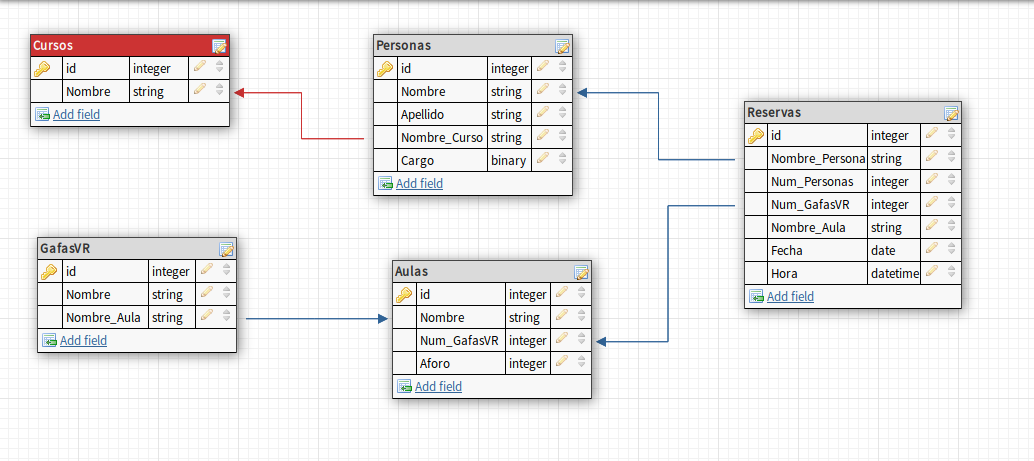 Cursos
id integer
Nombre string
Add field
Personas
id integer
Nombre string
Apellido string
Nombre_Curso string
Cargo binary
Add field
Reservas
id integer
Nombre_Persona string
Num_Personas integer
Num_GafasVR integer
Nombre_Aula string
Fecha date
Hora datetime
Add field
GafasVR
id integer
Nombre string
Nombre_Aula string
Add field
Aulas
id integer
Nombre string
Num_GafasVR integer
Aforo integer
Add field